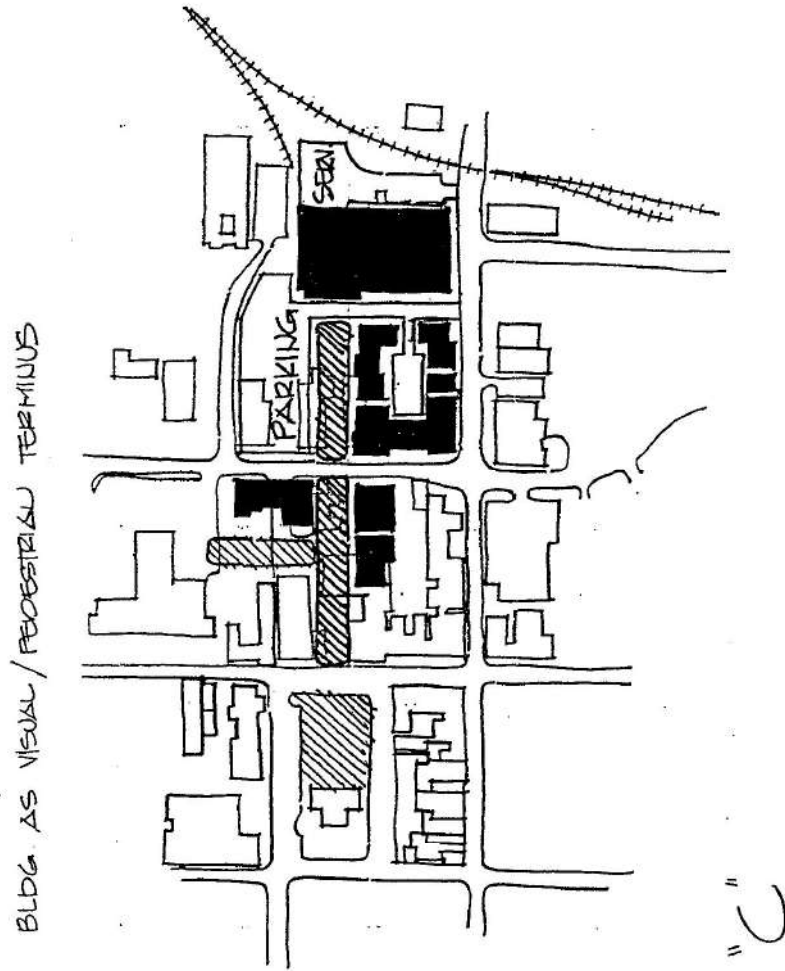 BLDG. AS VISUAL / PEDESTRIAN TERMINUS
SERV.
PARKING
"C"